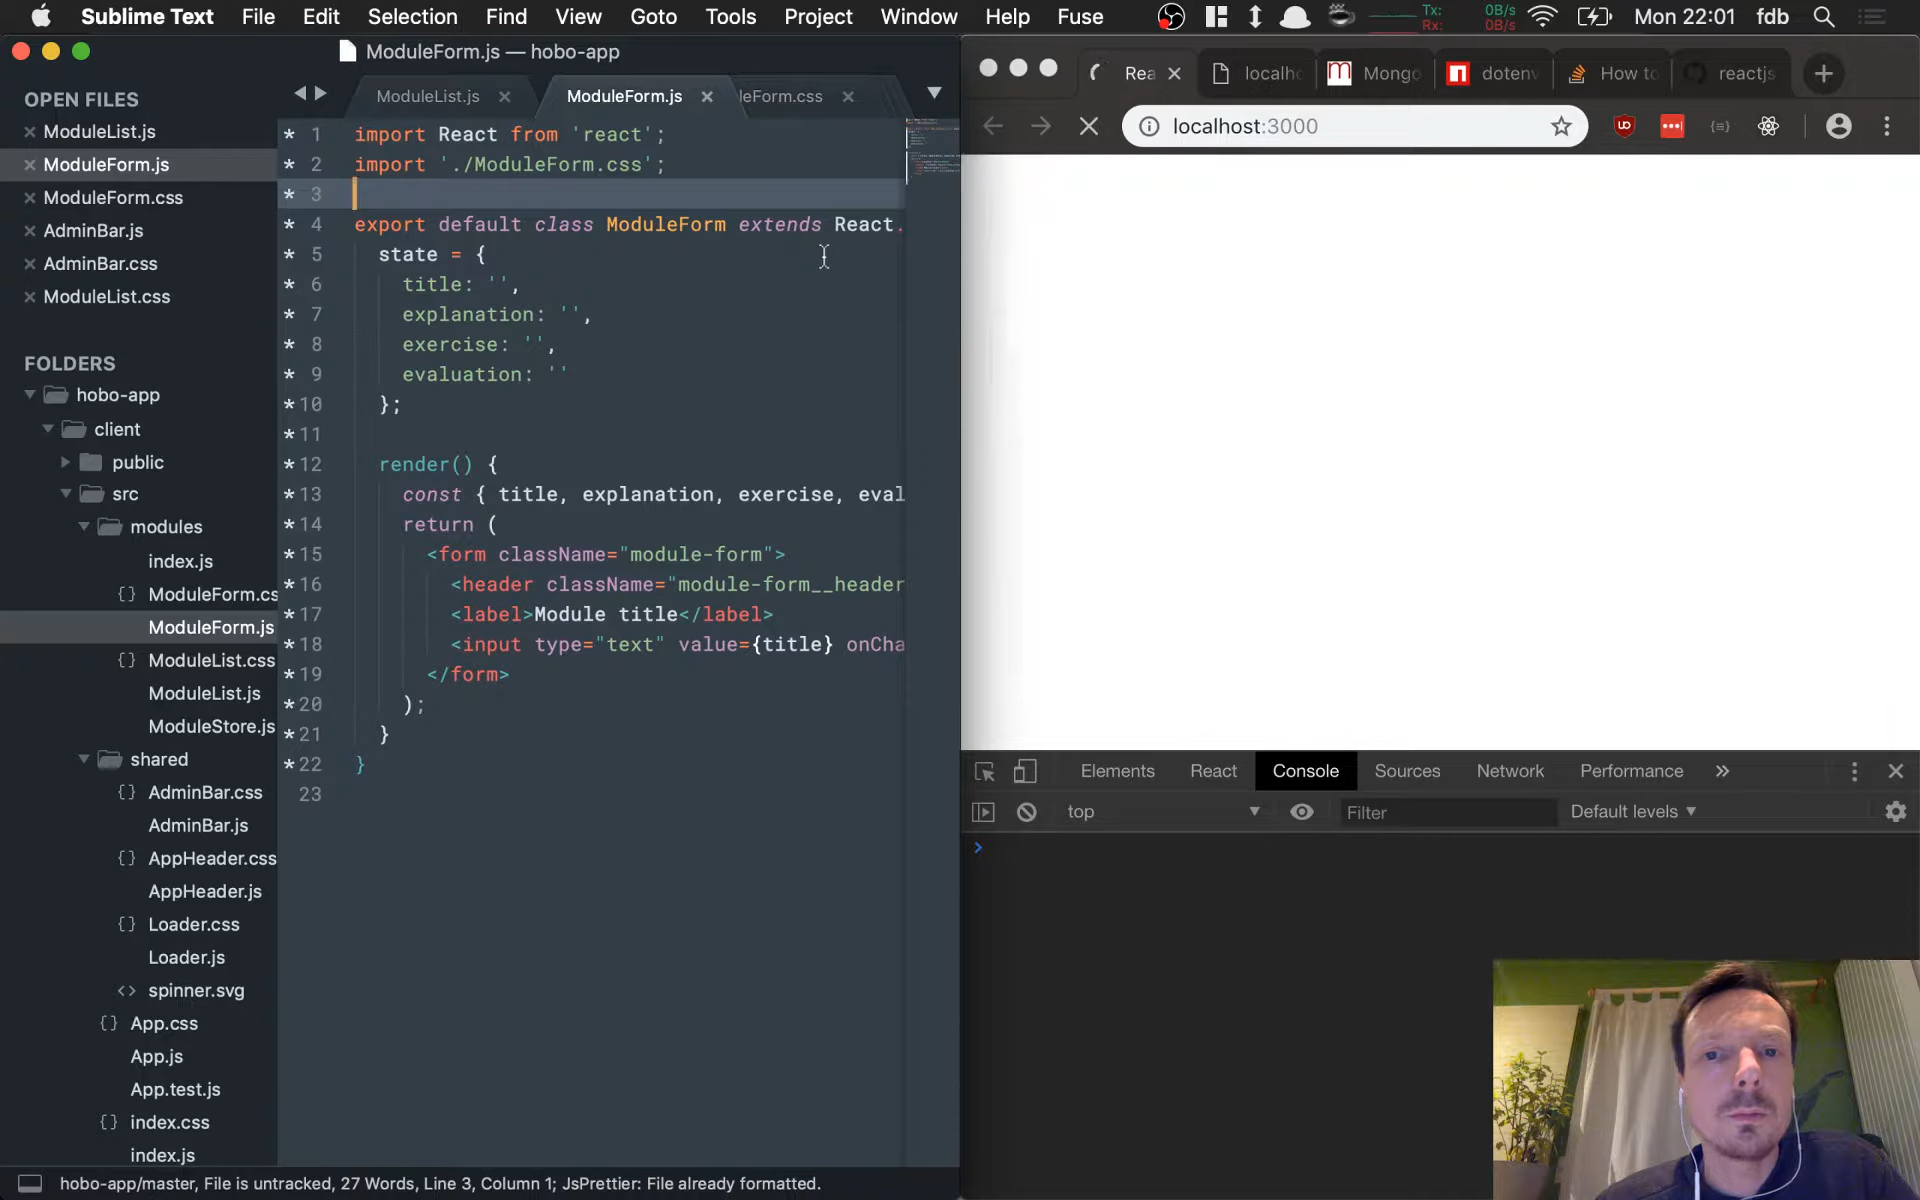 Sublime Text File Edit Selection Find View Goto Tools Project Window Help Fuse Tx: Rx: 0B/s 0B/s Mon 22:01 fdb
ModuleForm.js — hobo-app
OPEN FILES
ModuleList.js
ModuleForm.js
ModuleForm.css
AdminBar.js
AdminBar.css
ModuleList.css
FOLDERS
hobo-app
client
public
src
modules
index.js
{} ModuleForm.cs
ModuleForm.js
{} ModuleList.css
ModuleList.js
ModuleStore.js
shared
{} AdminBar.css
AdminBar.js
{} AppHeader.css
AppHeader.js
{} Loader.css
Loader.js
<> spinner.svg
{} App.css
App.js
App.test.js
{} index.css
index.js
ModuleList.js ModuleForm.js leForm.css
* 1 import React from 'react';
* 2 import './ModuleForm.css';
* 3
* 4 export default class ModuleForm extends React.
* 5 state = {
* 6 title: '',
* 7 explanation: '',
* 8 exercise: '',
* 9 evaluation: ''
* 10 };
* 11
* 12 render() {
* 13 const { title, explanation, exercise, eval
* 14 return (
* 15 <form className="module-form">
* 16 <header className="module-form__header
* 17 <label>Module title</label>
* 18 <input type="text" value={title} onCha
* 19 </form>
* 20 );
* 21 }
* 22 }
23
hobo-app/master, File is untracked, 27 Words, Line 3, Column 1; JsPrettier: File already formatted.
Rea localho Mongo dotenv How to reactjs
localhost:3000
Elements React Console Sources Network Performance »
top Filter Default levels